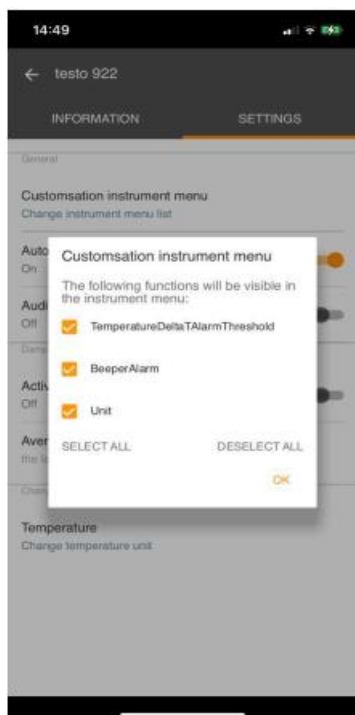 14:49
testo 922
INFORMATION
SETTINGS
General
Customsation instrument menu
Change instrument menu list
Auto
On
Customsation instrument menu
The following functions will be visible in
the instrument menu:
Audi
Off
TemperatureDeltaTAlarmThreshold
Damp
BeeperAlarm
Activ
Off
Unit
Aver
SELECT ALL
DESELECT ALL
OK
Temperature
Change temperature unit